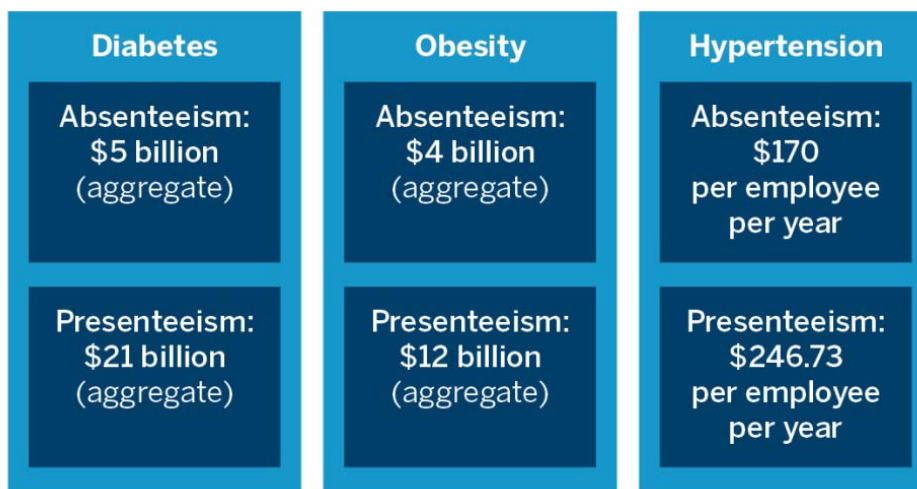 Diabetes
Absenteeism:
$5 billion
(aggregate)
Presenteeism:
$21 billion
(aggregate)
Obesity
Absenteeism:
$4 billion
(aggregate)
Presenteeism:
$12 billion
(aggregate)
Hypertension
Absenteeism:
$170
per employee
per year
Presenteeism:
$246.73
per employee
per year